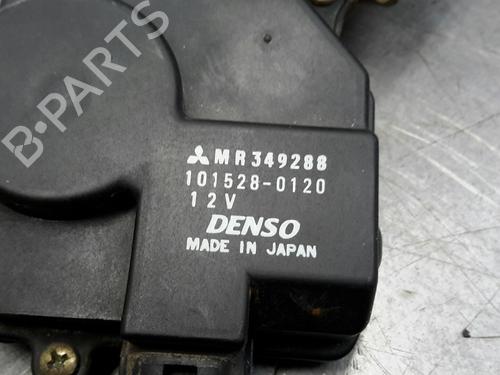 B-PARTS
MR349288
101528-0120
12V
DENSO
MADE IN JAPAN